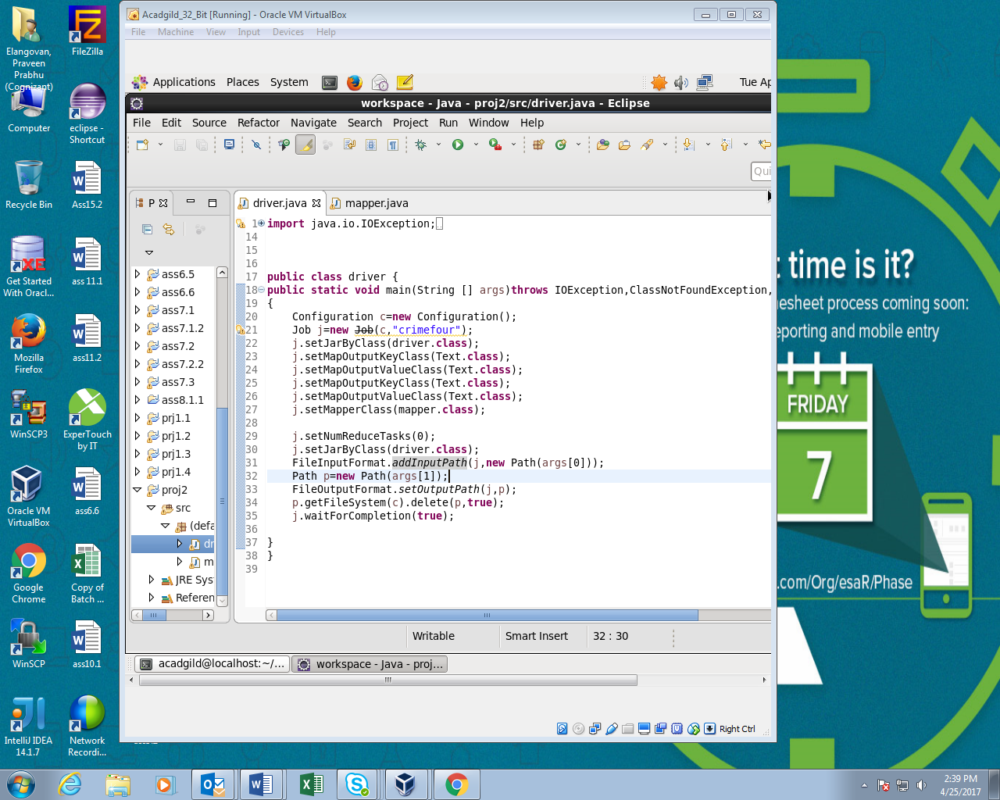 Acadgild_32_Bit [Running] - Oracle VM VirtualBox
File Machine View Input Devices Help
Applications Places System
Tue Ap
workspace - Java - proj2/src/driver.java - Eclipse
File Edit Source Refactor Navigate Search Project Run Window Help
Qui
P
driver.java
mapper.java
1 import java.io.IOException;
14
15
16
17 public class driver {
18 public static void main(String [] args)throws IOException,ClassNotFoundException,
19 {
20 Configuration c=new Configuration();
21 Job j=new Job(c,"crimefour");
22 j.setJarByClass(driver.class);
23 j.setMapOutputKeyClass(Text.class);
24 j.setMapOutputValueClass(Text.class);
25 j.setMapOutputKeyClass(Text.class);
26 j.setMapOutputValueClass(Text.class);
27 j.setMapperClass(mapper.class);
28
29 j.setNumReduceTasks(0);
30 j.setJarByClass(driver.class);
31 FileInputFormat.addInputPath(j,new Path(args[0]));
32 Path p=new Path(args[1]);
33 FileOutputFormat.setOutputPath(j,p);
34 p.getFileSystem(c).delete(p,true);
35 j.waitForCompletion(true);
36
37 }
38 }
39
ass6.5
ass6.6
ass7.1
ass7.1.2
ass7.2
ass7.2.2
ass7.3
ass8.1.1
prj1.1
prj1.2
prj1.3
prj1.4
proj2
src
(defa
dr
m
JRE Sys
Referen
Writable
Smart Insert
32 : 30
acadgild@localhost:~/...
workspace - Java - proj...
Right Ctrl
Elangovan,
Praveen
Prabhu
(Cognizant)
FileZilla
Computer
eclipse -
Shortcut
Recycle Bin
Ass15.2
Get Started
With Oracl...
ass 11.1
Mozilla
Firefox
ass11.2
WinSCP3
ExperTouch
by IT
Oracle VM
VirtualBox
ass6.6
Google
Chrome
Copy of
Batch ...
WinSCP
ass10.1
IntelliJ IDEA
14.1.7
Network
Recordi...
t time is it?
nesheet process coming soon:
eporting and mobile entry
FRIDAY
7
.com/Org/esaR/Phase
2:39 PM
4/25/2017